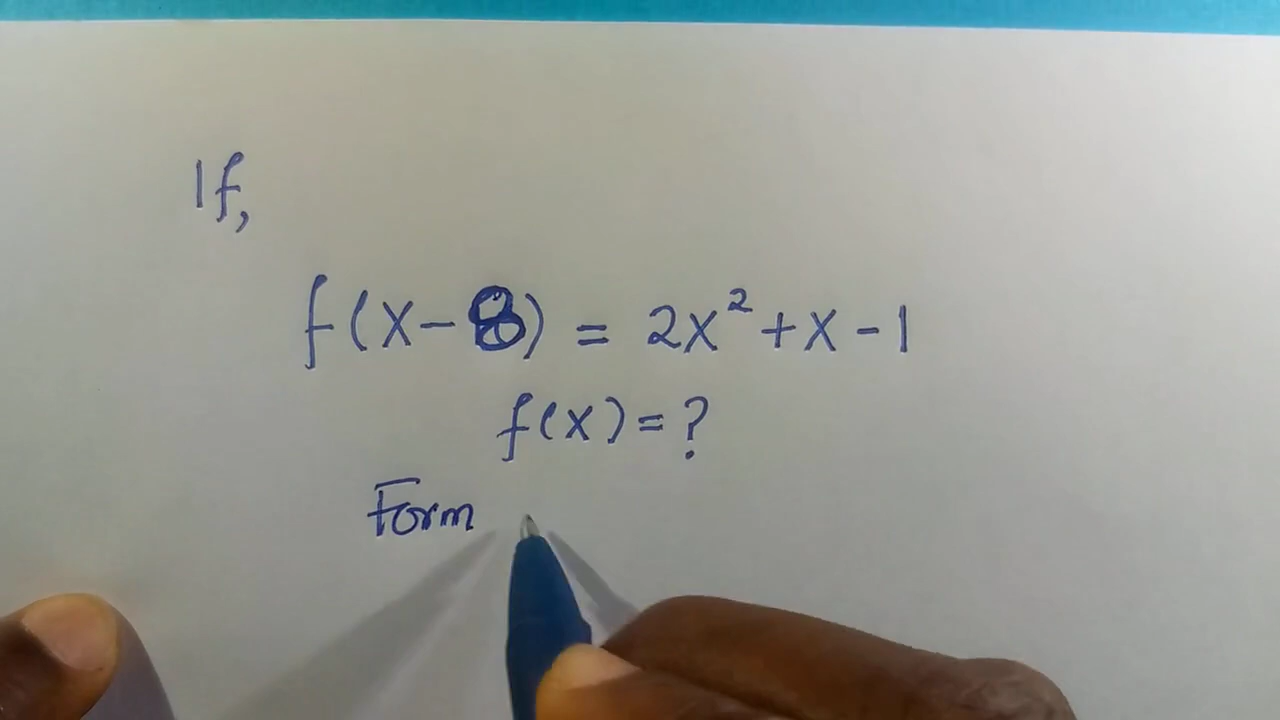 If,
f(x-8) = 2x²+x-1
f(x)=?
Form